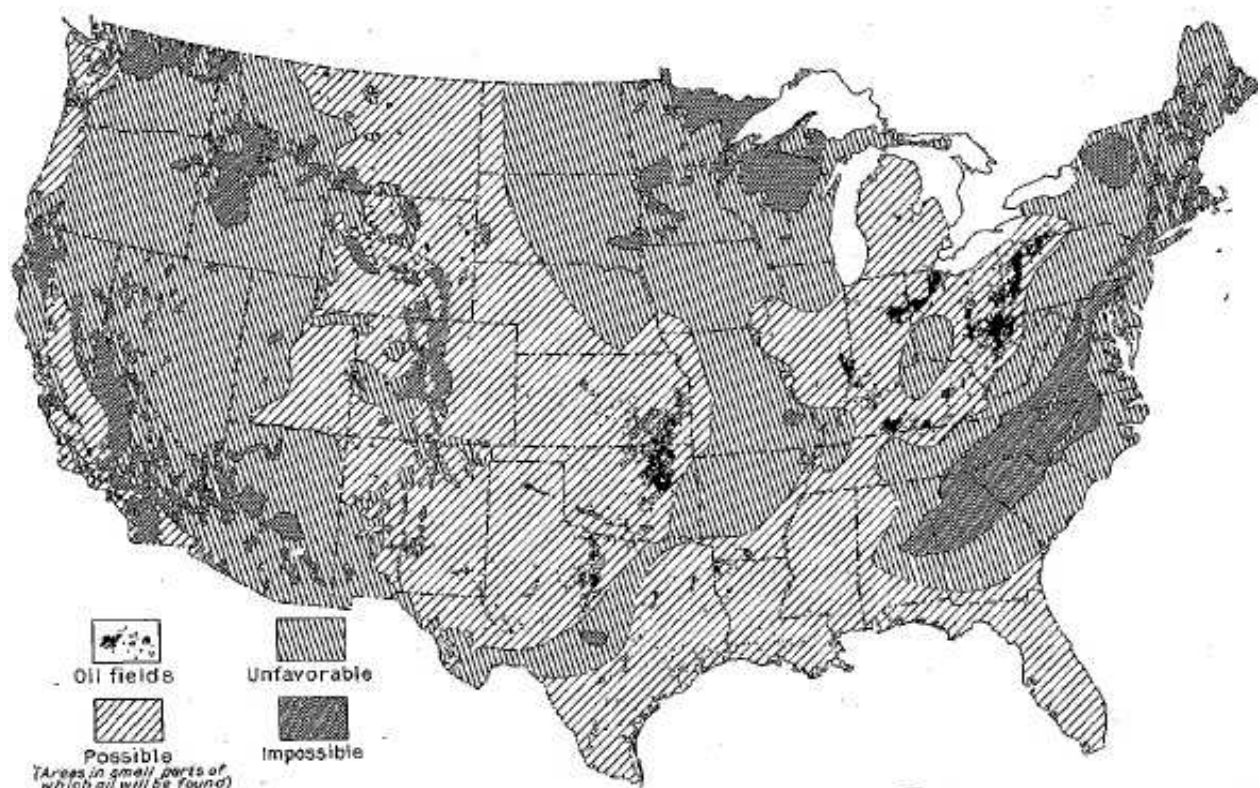 Oil fields
Unfavorable
Possible
Impossible
(Areas in small parts of
which oil will be found)